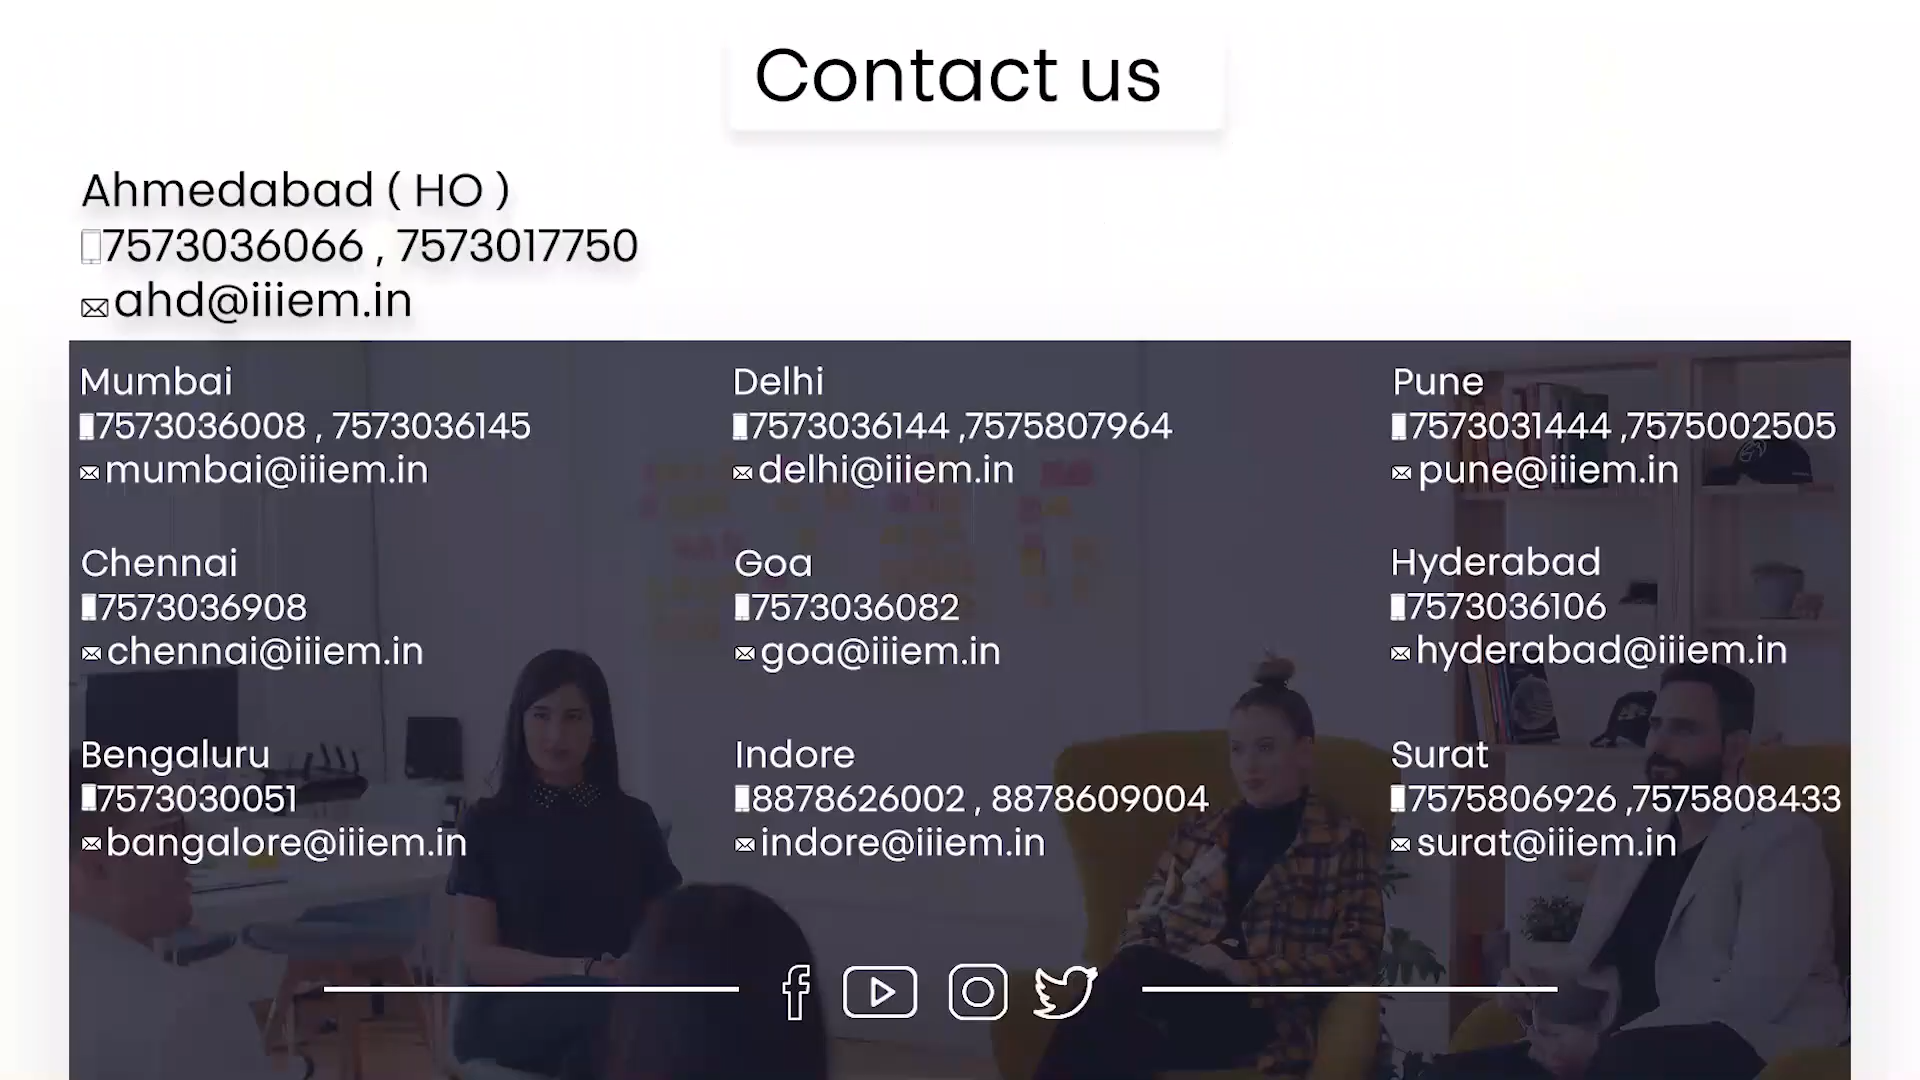 Contact us
Ahmedabad ( HO )
7573036066 , 7573017750
ahd@iiiem.in
Mumbai
7573036008 , 7573036145
mumbai@iiiem.in
Delhi
7573036144 ,7575807964
delhi@iiiem.in
Pune
7573031444 ,7575002505
pune@iiiem.in
Chennai
7573036908
chennai@iiiem.in
Goa
7573036082
goa@iiiem.in
Hyderabad
7573036106
hyderabad@iiiem.in
Bengaluru
7573030051
bangalore@iiiem.in
Indore
8878626002 , 8878609004
indore@iiiem.in
Surat
7575806926 ,7575808433
surat@iiiem.in